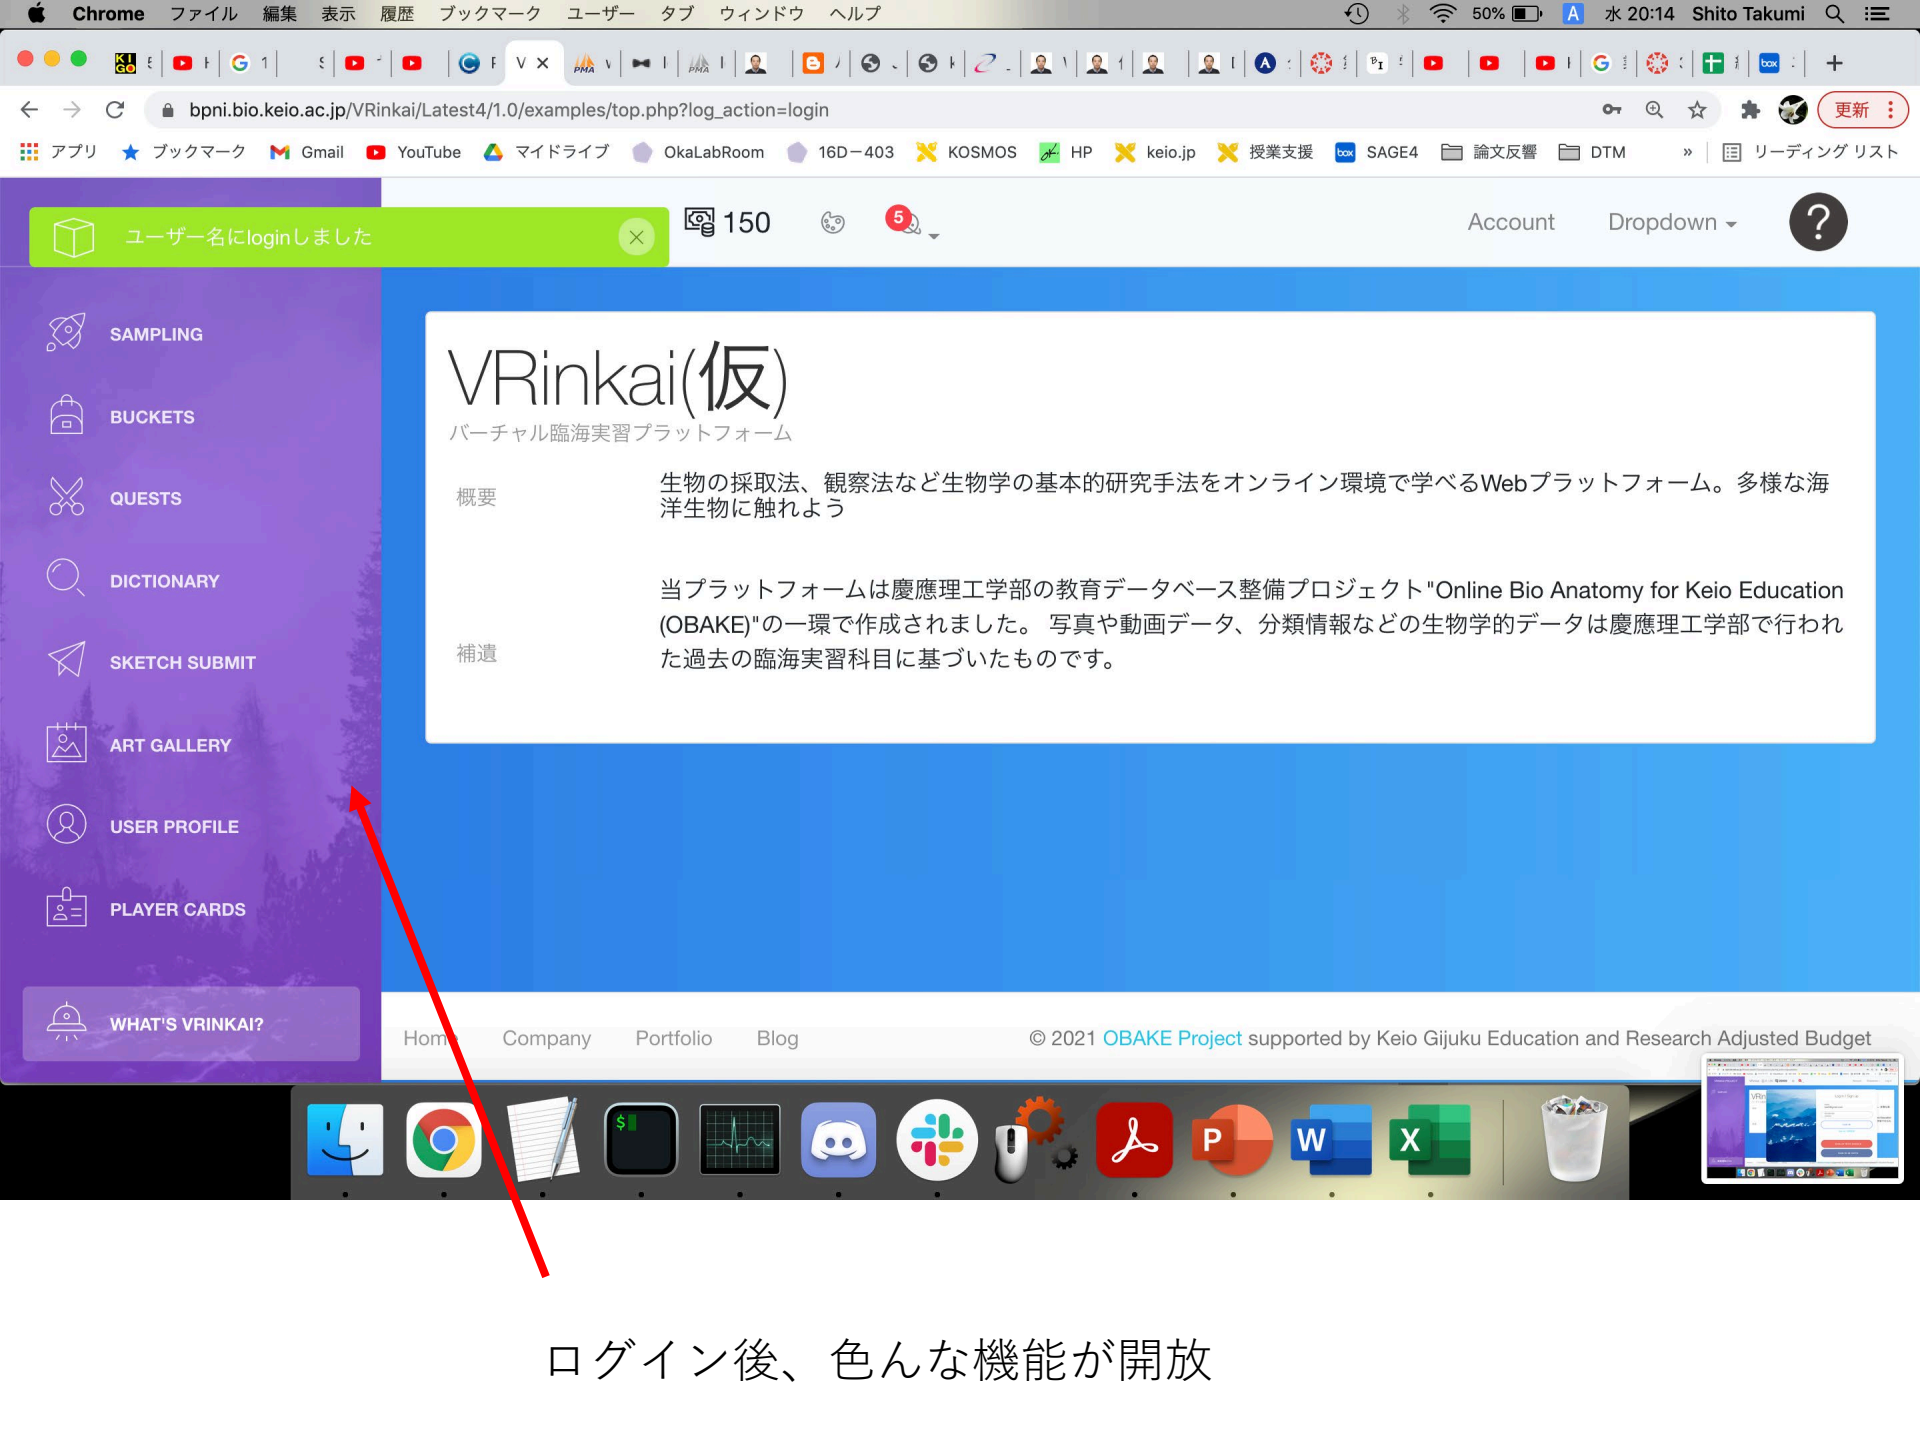 Chrome ファイル 編集 表示 履歴 ブックマーク ユーザー タブ ウィンドウ ヘルプ 50% A 水 20:14 Shito Takumi
bpni.bio.keio.ac.jp/VRinkai/Latest4/1.0/examples/top.php?log_action=login 更新
アプリ ブックマーク Gmail YouTube マイドライブ OkaLabRoom 16D−403 KOSMOS HP keio.jp 授業支援 box SAGE4 論文反響 DTM » リーディング リスト
ユーザー名にloginしました
150 5 Account Dropdown ?
SAMPLING
BUCKETS
QUESTS
DICTIONARY
SKETCH SUBMIT
ART GALLERY
USER PROFILE
PLAYER CARDS
WHAT'S VRINKAI?
VRinkai(仮)
バーチャル臨海実習プラットフォーム
概要
生物の採取法、観察法など生物学の基本的研究手法をオンライン環境で学べるWebプラットフォーム。多様な海
洋生物に触れよう
補遺
当プラットフォームは慶應理工学部の教育データベース整備プロジェクト"Online Bio Anatomy for Keio Education
(OBAKE)"の一環で作成されました。 写真や動画データ、分類情報などの生物学的データは慶應理工学部で行われ
た過去の臨海実習科目に基づいたものです。
Home Company Portfolio Blog © 2021 OBAKE Project supported by Keio Gijuku Education and Research Adjusted Budget
ログイン後、色んな機能が開放